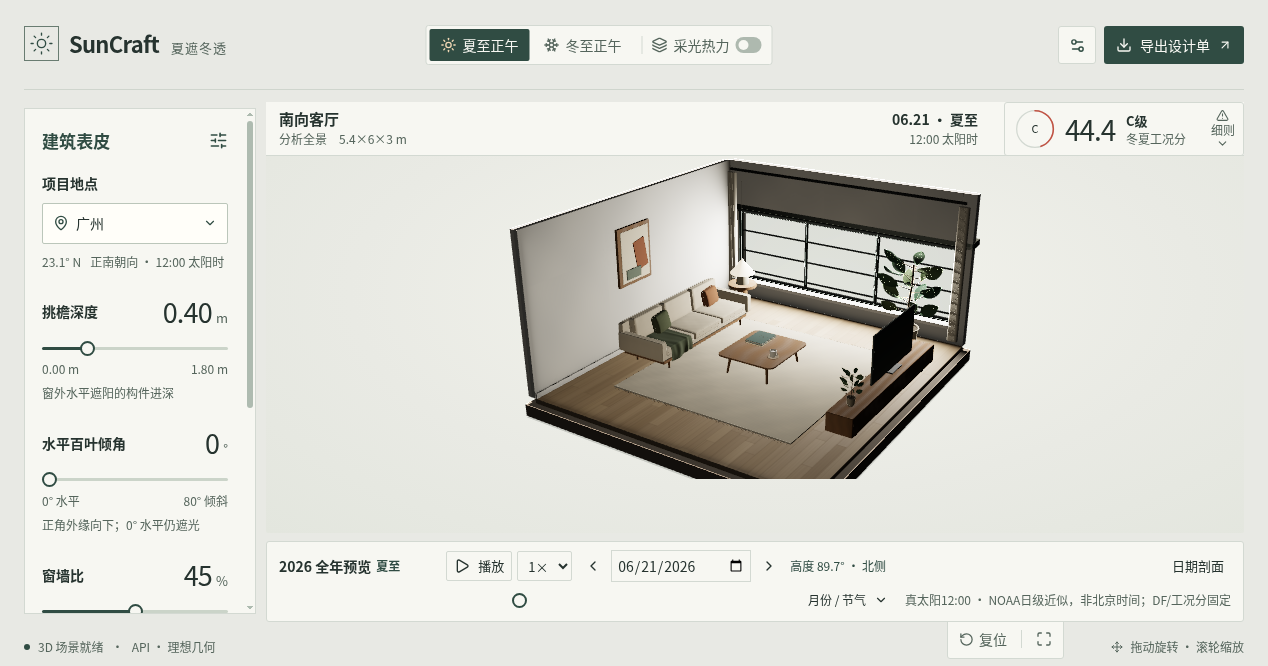 SunCraft 夏遮冬透
夏至正午 冬至正午 采光热力
导出设计单
建筑表皮
项目地点
广州
23.1° N 正南朝向 · 12:00 太阳时
挑檐深度 0.40 m
0.00 m 1.80 m
窗外水平遮阳的构件进深
水平百叶倾角 0 °
0° 水平 80° 倾斜
正角外缘向下；0° 水平仍遮光
窗墙比 45 %
南向客厅
分析全景 5.4×6×3 m
06.21 · 夏至
12:00 太阳时
C 44.4 C级
冬夏工况分
细则
2026 全年预览 夏至 播放 1× 06/21/2026 高度 89.7° · 北侧 日期剖面
月份 / 节气 真太阳12:00 · NOAA日级近似，非北京时间；DF/工况分固定
复位
3D 场景就绪 · API · 理想几何
拖动旋转 · 滚轮缩放